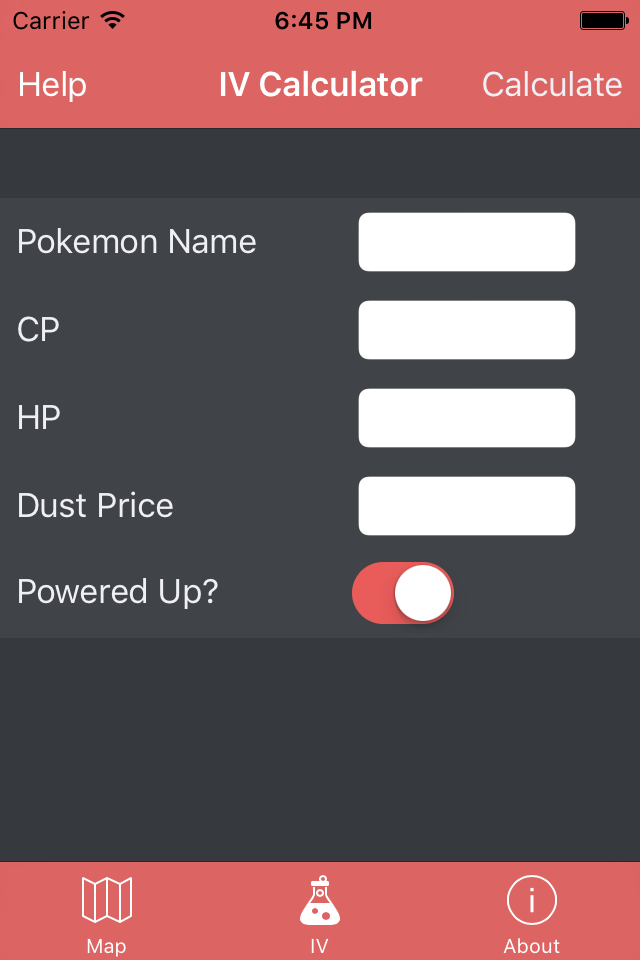 Carrier 6:45 PM
Help IV Calculator Calculate
Pokemon Name
CP
HP
Dust Price
Powered Up?
Map IV About